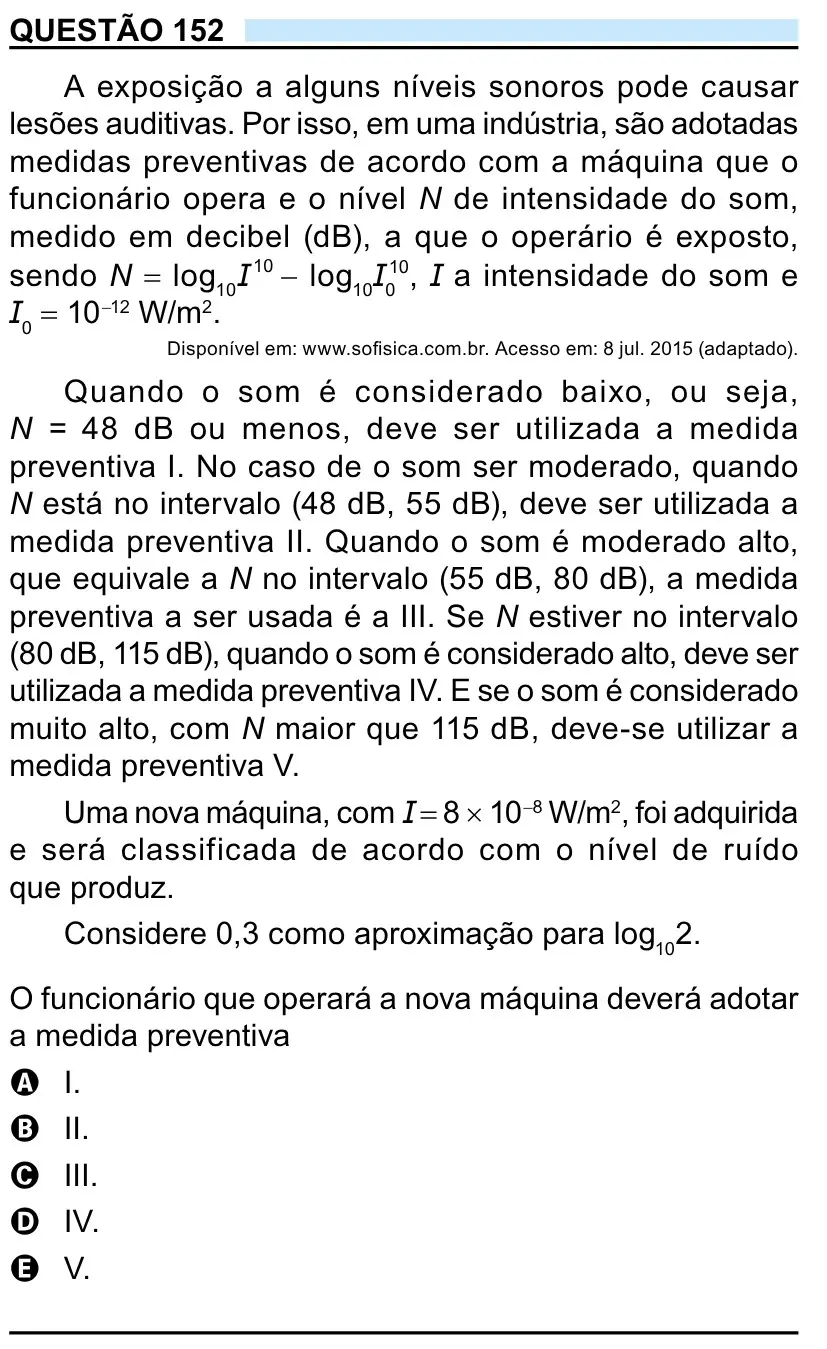 QUESTÃO 152
A exposição a alguns níveis sonoros pode causar
lesões auditivas. Por isso, em uma indústria, são adotadas
medidas preventivas de acordo com a máquina que o
funcionário opera e o nível N de intensidade do som,
medido em decibel (dB), a que o operário é exposto,
sendo N = log₁₀I¹⁰ – log₁₀I₀¹⁰, I a intensidade do som e
I₀ = 10⁻¹² W/m².
Disponível em: www.sofisica.com.br. Acesso em: 8 jul. 2015 (adaptado).
Quando o som é considerado baixo, ou seja,
N = 48 dB ou menos, deve ser utilizada a medida
preventiva I. No caso de o som ser moderado, quando
N está no intervalo (48 dB, 55 dB), deve ser utilizada a
medida preventiva II. Quando o som é moderado alto,
que equivale a N no intervalo (55 dB, 80 dB), a medida
preventiva a ser usada é a III. Se N estiver no intervalo
(80 dB, 115 dB), quando o som é considerado alto, deve ser
utilizada a medida preventiva IV. E se o som é considerado
muito alto, com N maior que 115 dB, deve-se utilizar a
medida preventiva V.
Uma nova máquina, com I = 8 × 10⁻⁸ W/m², foi adquirida
e será classificada de acordo com o nível de ruído
que produz.
Considere 0,3 como aproximação para log₁₀2.
O funcionário que operará a nova máquina deverá adotar
a medida preventiva
A I.
B II.
C III.
D IV.
E V.